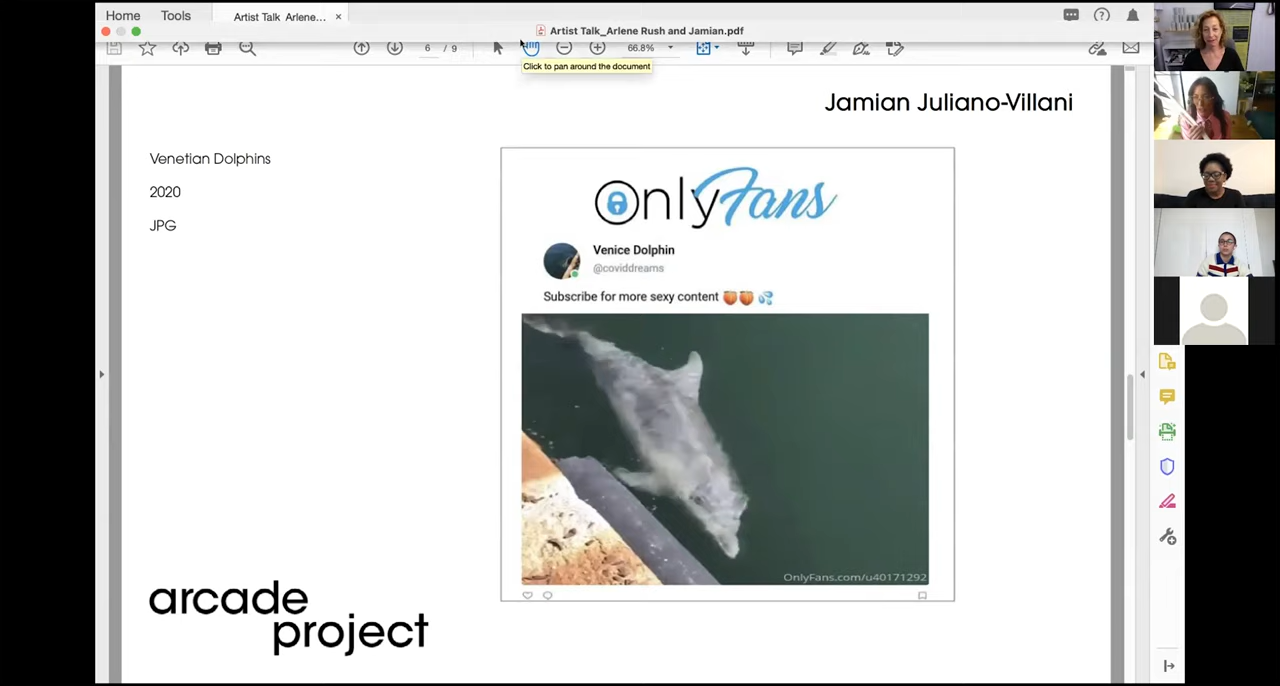 Home Tools Artist Talk_Arlene... ×
Artist Talk_Arlene Rush and Jamian.pdf
6 / 9 66.8%
Click to pan around the document
Jamian Juliano-Villani
Venetian Dolphins
2020
JPG
OnlyFans
Venice Dolphin
@coviddreams
Subscribe for more sexy content 🍑🍑 💦
OnlyFans.com/u40171292
arcade
project